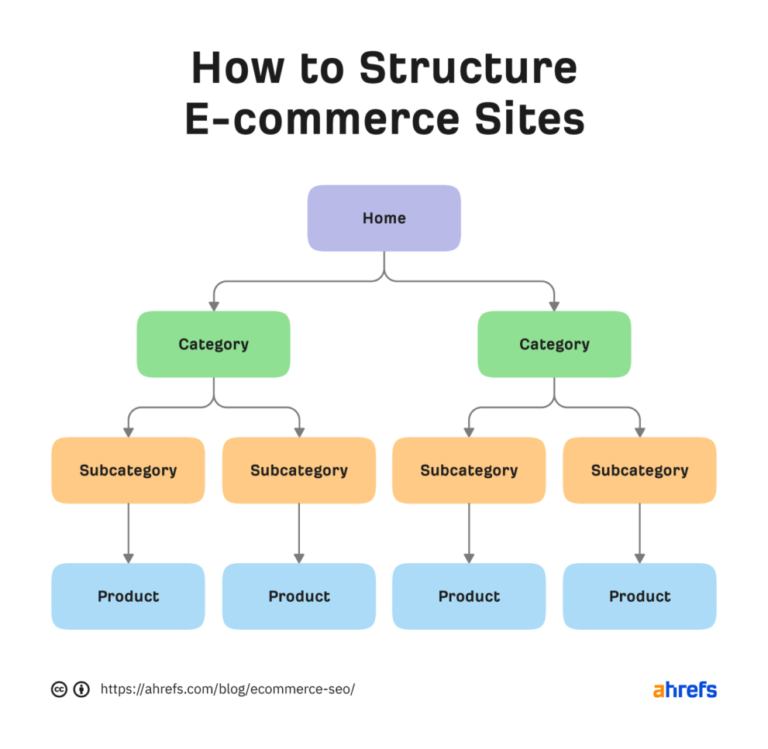 How to Structure
E-commerce Sites
Home
Category Category
Subcategory Subcategory Subcategory Subcategory
Product Product Product Product
cc https://ahrefs.com/blog/ecommerce-seo/ ahrefs